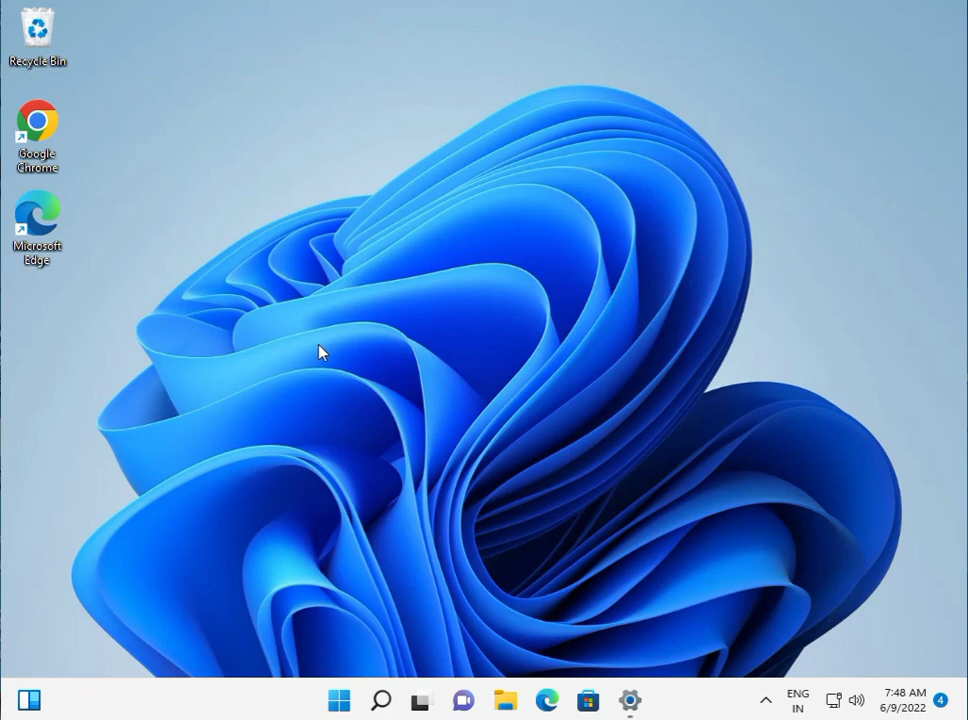 Recycle Bin
Google
Chrome
Microsoft
Edge
ENG
IN
7:48 AM
6/9/2022
4